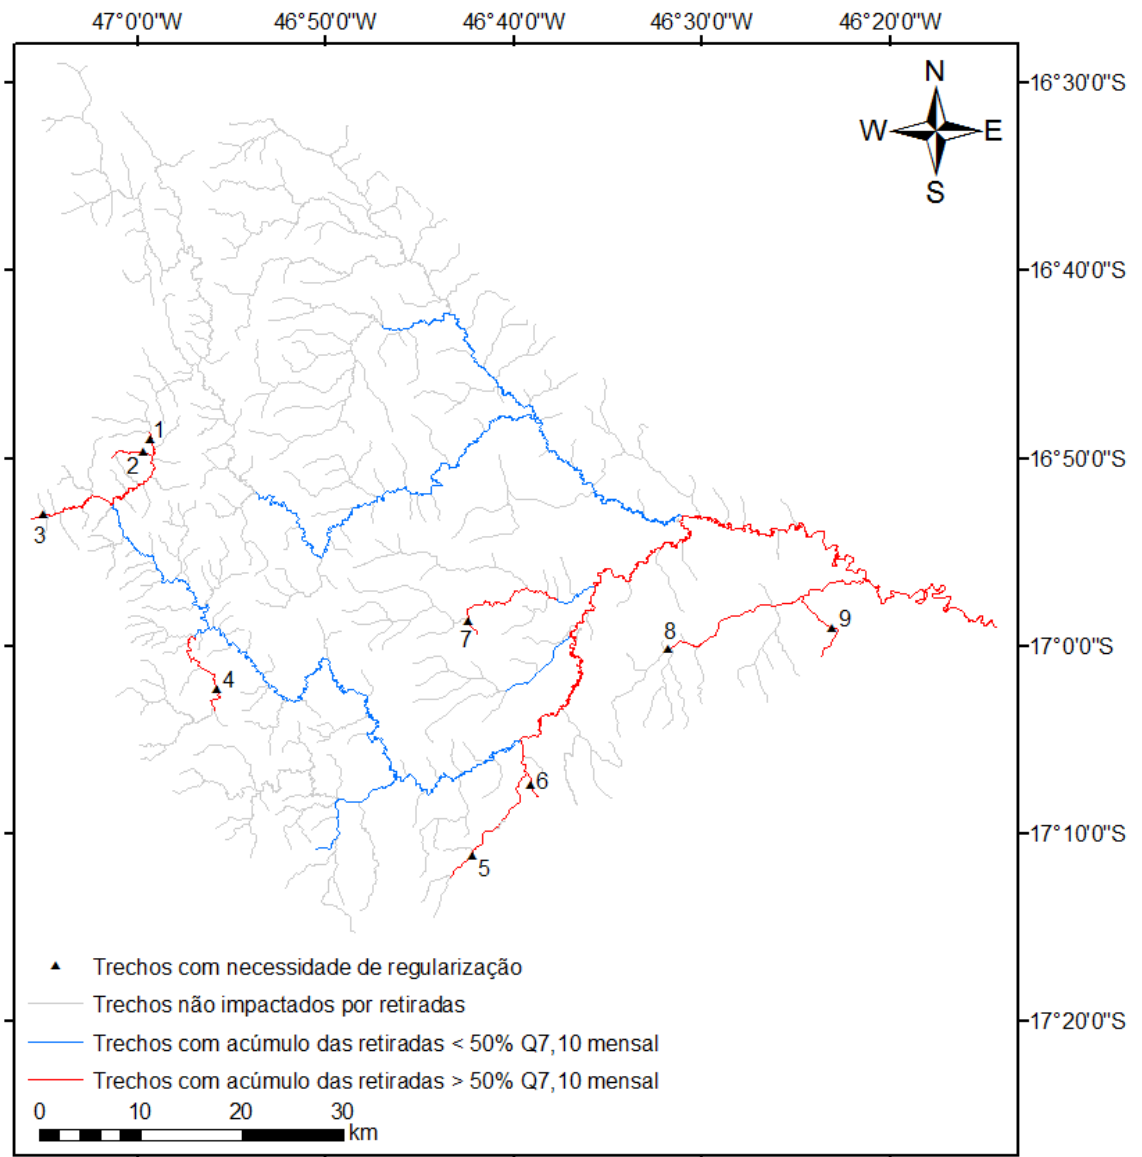 47°0'0"W 46°50'0"W 46°40'0"W 46°30'0"W 46°20'0"W
16°30'0"S
N
W E
S
16°40'0"S
1
16°50'0"S
2
3
9
7
8
17°0'0"S
4
6
17°10'0"S
5
Trechos com necessidade de regularização
Trechos não impactados por retiradas
17°20'0"S
Trechos com acúmulo das retiradas < 50% Q7,10 mensal
Trechos com acúmulo das retiradas > 50% Q7,10 mensal
0 10 20 30
km